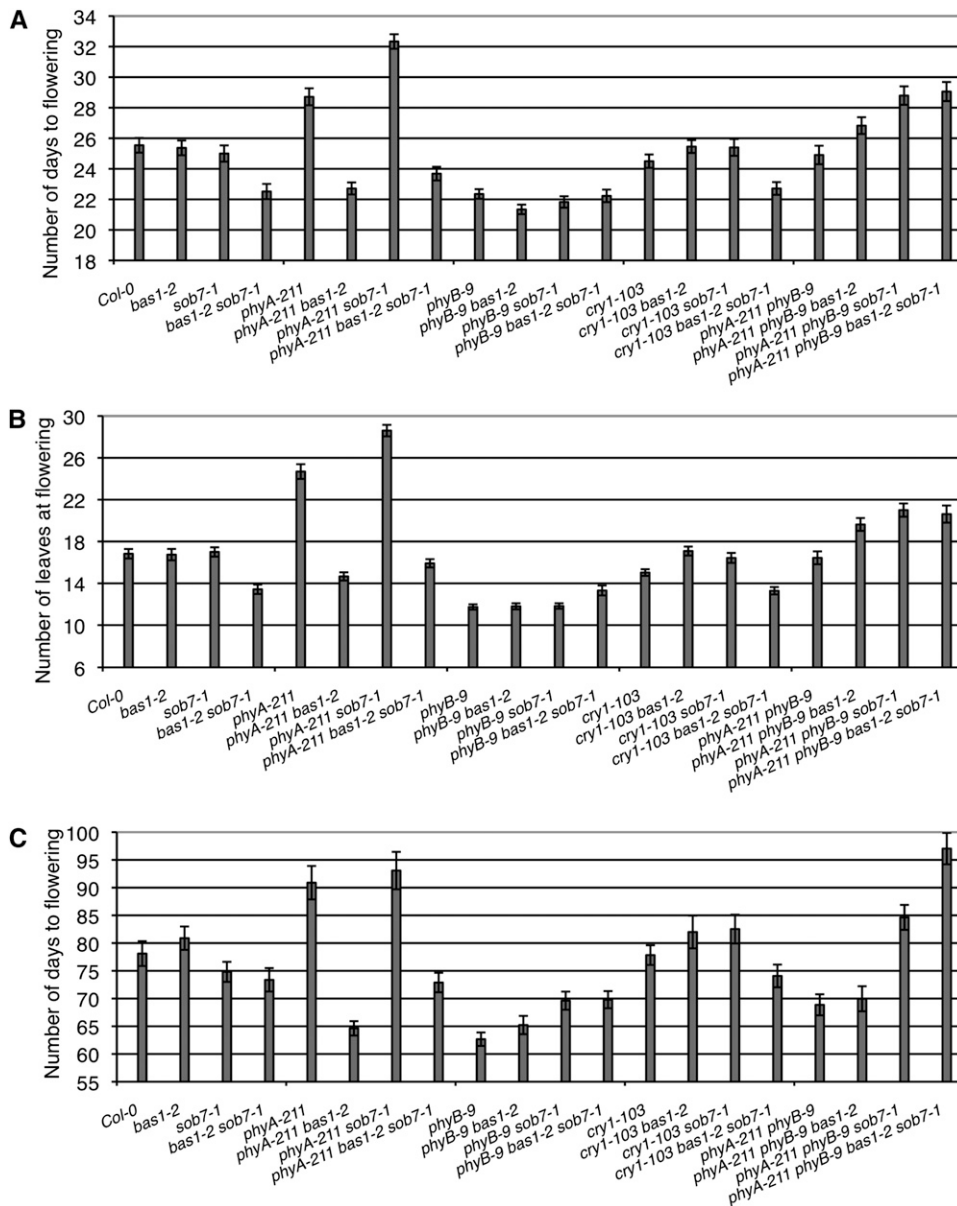 A
Number of days to flowering
34
32
30
28
26
24
22
20
18
Col-0
bas1-2
sob7-1
bas1-2 sob7-1
phyA-211
phyA-211 bas1-2
phyA-211 sob7-1
phyA-211 bas1-2 sob7-1
phyB-9
phyB-9 bas1-2
phyB-9 sob7-1
phyB-9 bas1-2 sob7-1
cry1-103
cry1-103 bas1-2
cry1-103 sob7-1
cry1-103 bas1-2 sob7-1
phyA-211 phyB-9
phyA-211 phyB-9 bas1-2
phyA-211 phyB-9 sob7-1
phyA-211 phyB-9 bas1-2 sob7-1
B
Number of leaves at flowering
30
26
22
18
14
10
6
Col-0
bas1-2
sob7-1
bas1-2 sob7-1
phyA-211
phyA-211 bas1-2
phyA-211 sob7-1
phyA-211 bas1-2 sob7-1
phyB-9
phyB-9 bas1-2
phyB-9 sob7-1
phyB-9 bas1-2 sob7-1
cry1-103
cry1-103 bas1-2
cry1-103 sob7-1
cry1-103 bas1-2 sob7-1
phyA-211 phyB-9
phyA-211 phyB-9 bas1-2
phyA-211 phyB-9 sob7-1
phyA-211 phyB-9 bas1-2 sob7-1
C
Number of days to flowering
100
95
90
85
80
75
70
65
60
55
Col-0
bas1-2
sob7-1
bas1-2 sob7-1
phyA-211
phyA-211 bas1-2
phyA-211 sob7-1
phyA-211 bas1-2 sob7-1
phyB-9
phyB-9 bas1-2
phyB-9 sob7-1
phyB-9 bas1-2 sob7-1
cry1-103
cry1-103 bas1-2
cry1-103 sob7-1
cry1-103 bas1-2 sob7-1
phyA-211 phyB-9
phyA-211 phyB-9 bas1-2
phyA-211 phyB-9 sob7-1
phyA-211 phyB-9 bas1-2 sob7-1